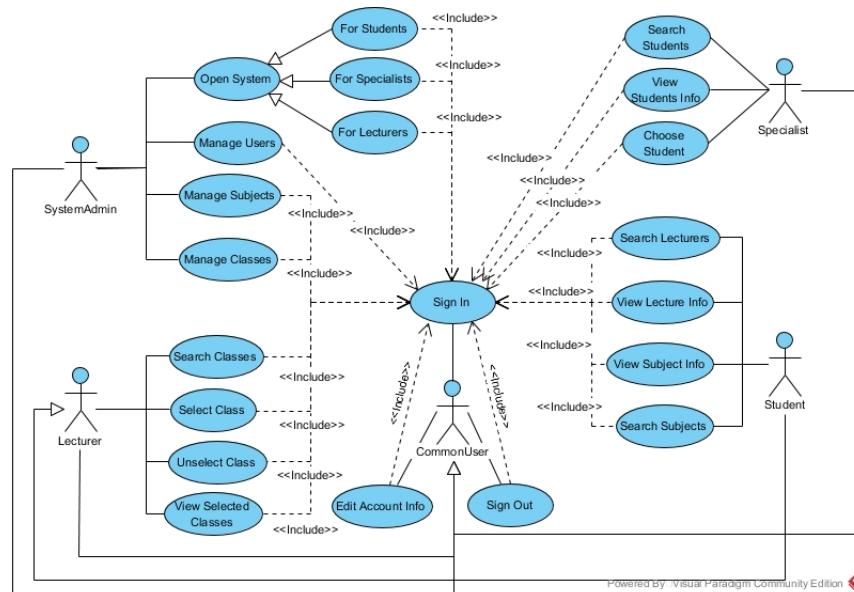 For Students
<<Include>>
Search
Students
Open System
For Specialists
<<Include>>
View
Students Info
Specialist
For Lecturers
<<Include>>
Choose
Student
Manage Users
<<Include>>
SystemAdmin
Manage Subjects
<<Include>>
<<Include>>
<<Include>>
<<Include>>
Search Lecturers
<<Include>>
Manage Classes
<<Include>>
Sign In
<<Include>>
View Lecture Info
Search Classes
<<Include>>
<<Include>>
View Subject Info
Student
Select Class
<<Include>>
<<Include>>
<<Include>>
<<Include>>
Search Subjects
Lecturer
CommonUser
Unselect Class
<<Include>>
View Selected
Classes
<<Include>>
Edit Account Info
Sign Out
Powered By Visual Paradigm Community Edition